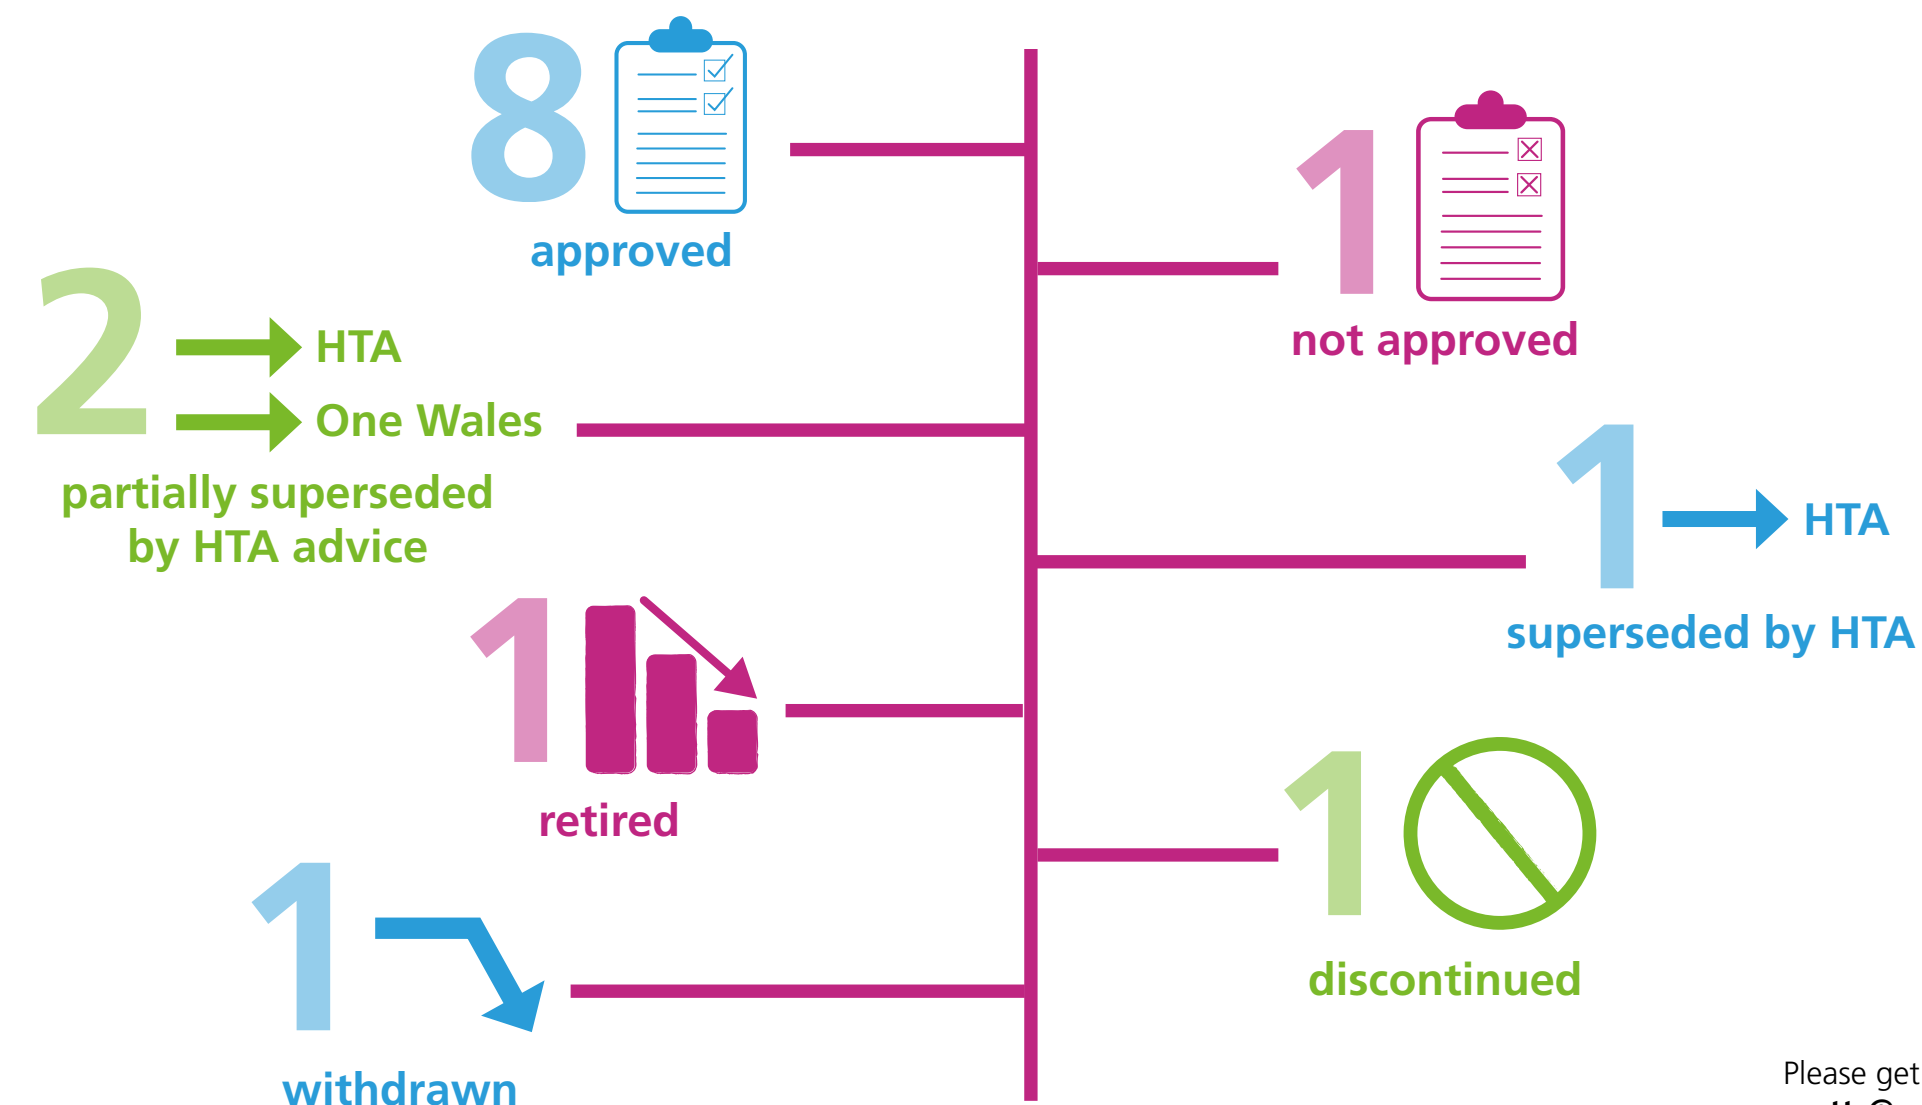 8
approved
1
not approved
2
HTA
One Wales
partially superseded
by HTA advice
1
HTA
superseded by HTA
1
retired
1
discontinued
1
withdrawn
Please get